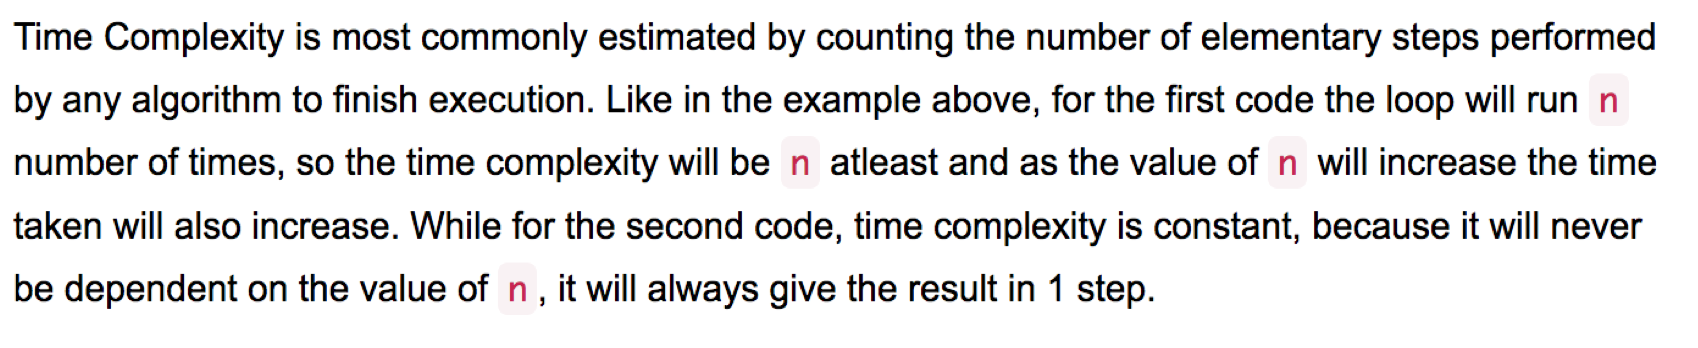 Time Complexity is most commonly estimated by counting the number of elementary steps performed
by any algorithm to finish execution. Like in the example above, for the first code the loop will run n
number of times, so the time complexity will be n atleast and as the value of n will increase the time
taken will also increase. While for the second code, time complexity is constant, because it will never
be dependent on the value of n , it will always give the result in 1 step.